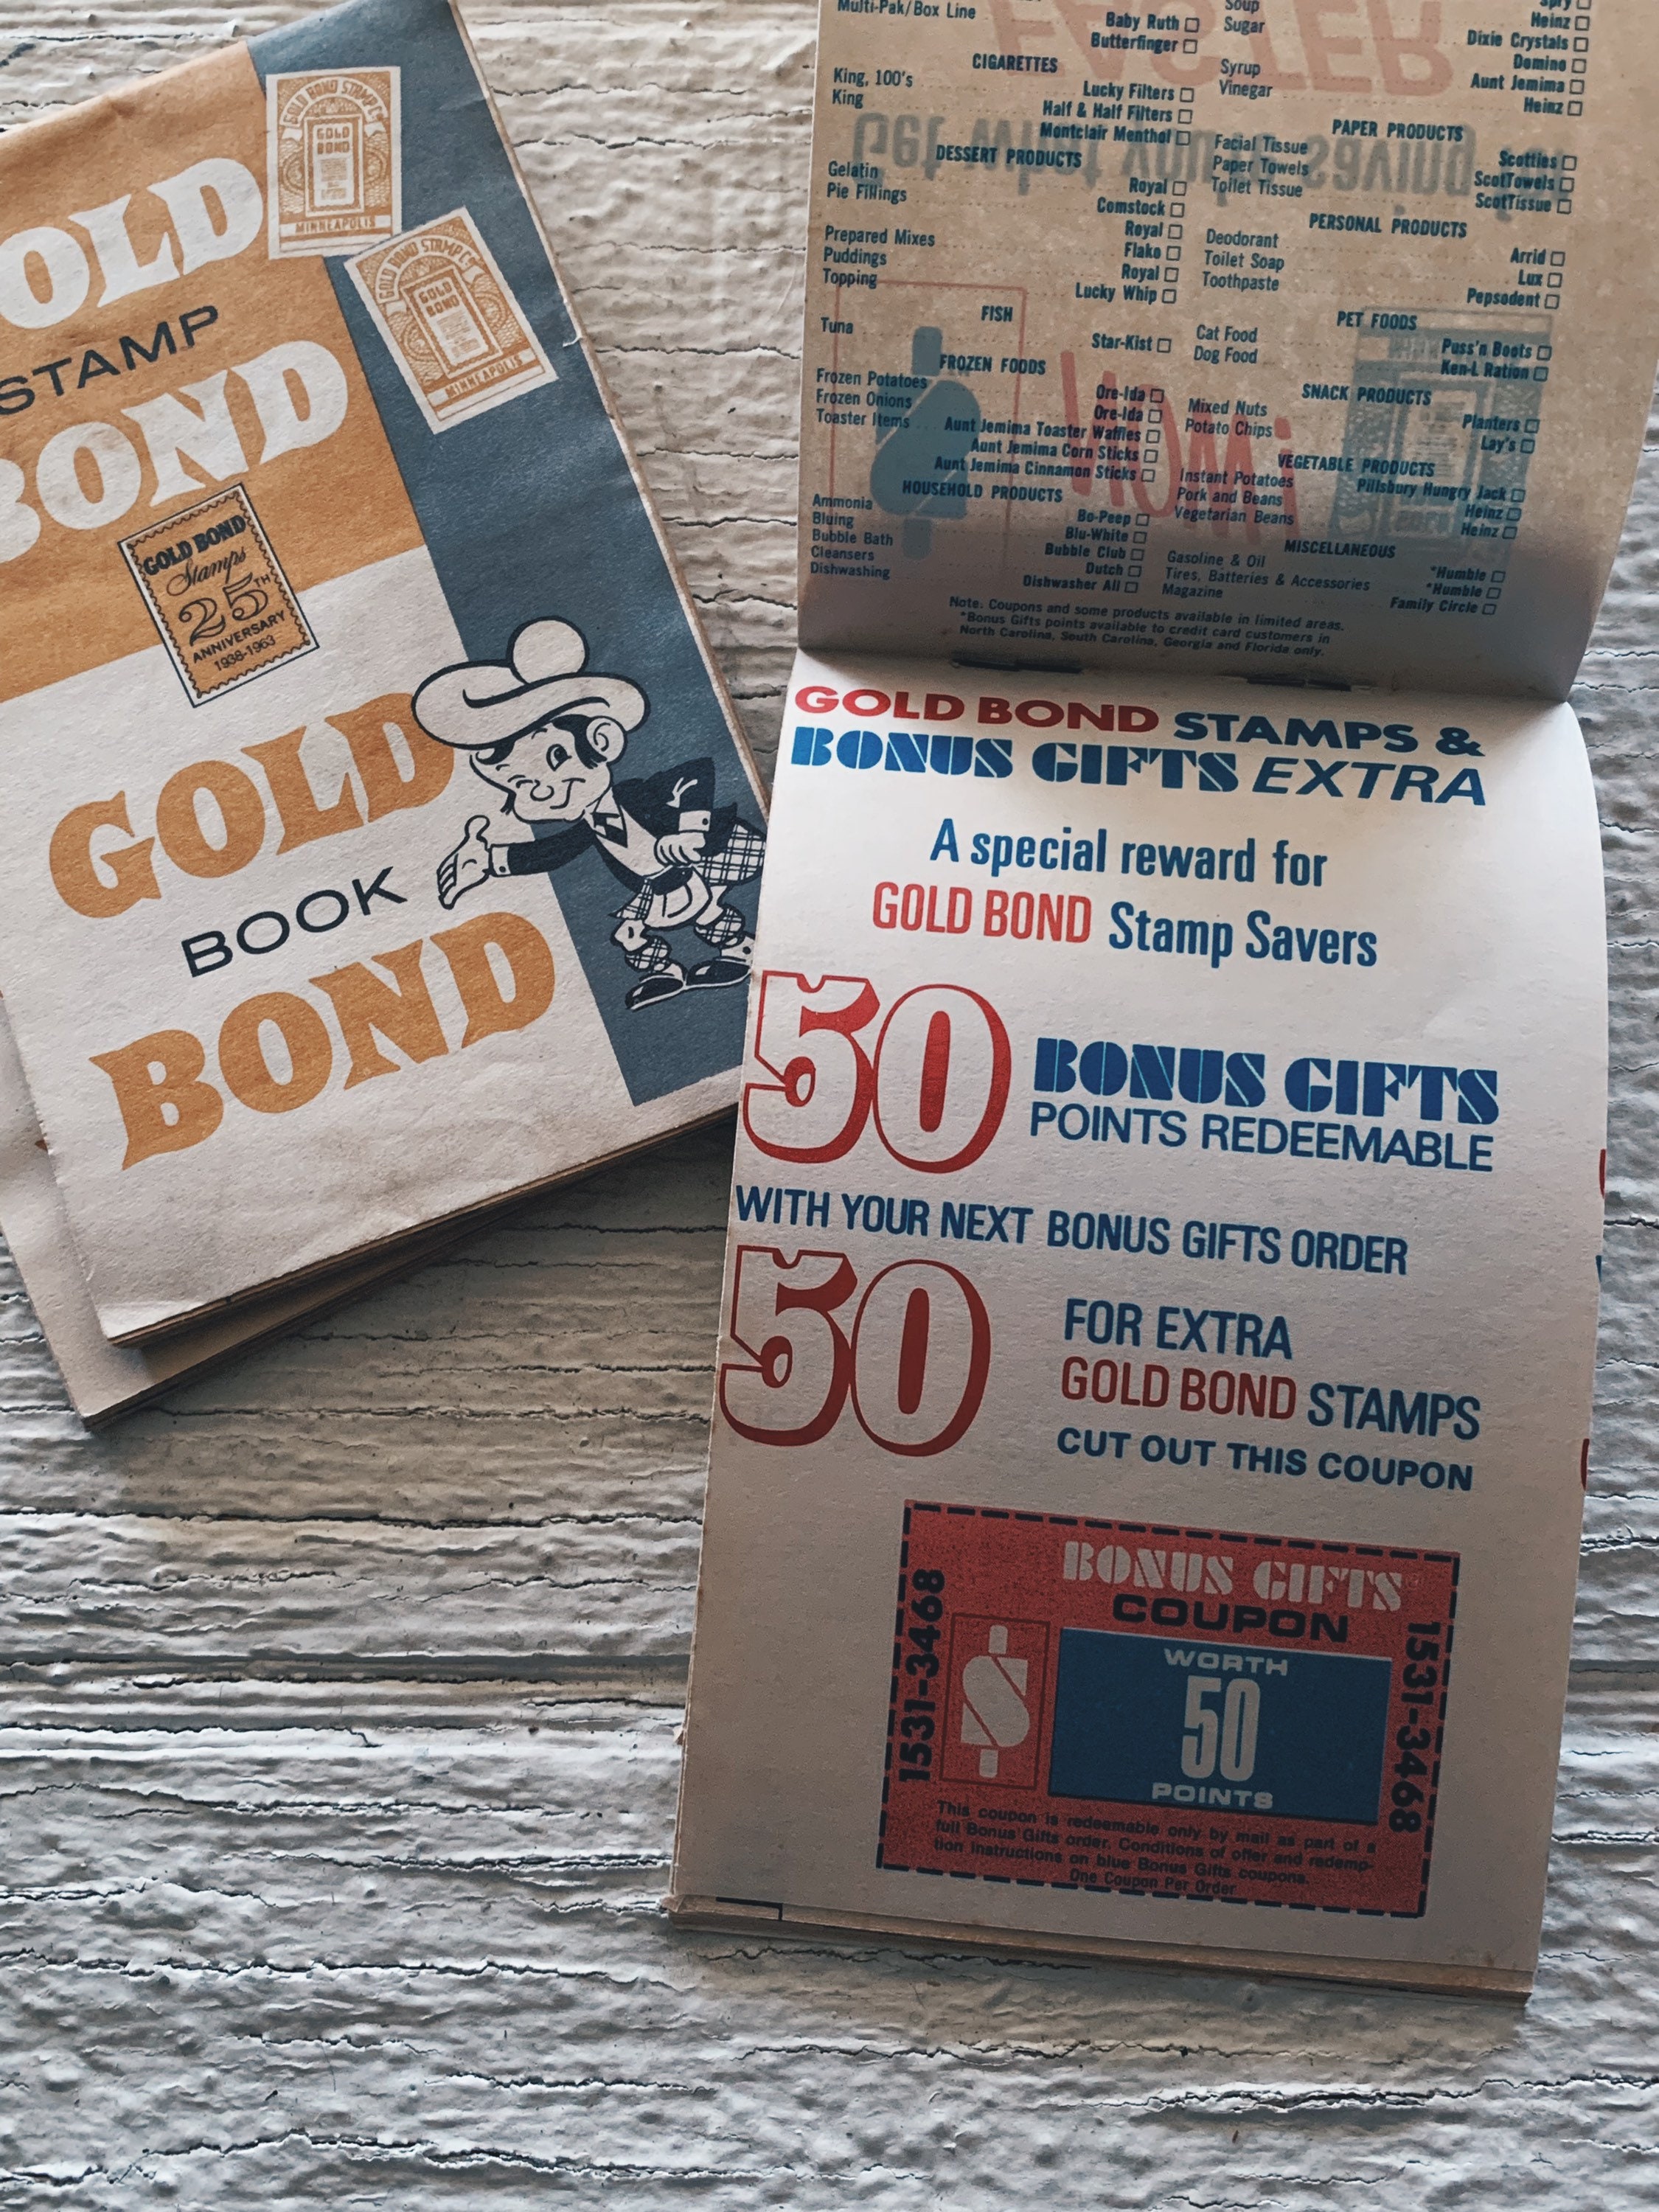 OLD
STAMP
BOND
GOLD BOND STAMP CO.
GOLD
BOND
MINNEAPOLIS
GOLD BOND STAMP CO.
GOLD
BOND
MINNEAPOLIS
GOLD BOND
Stamps
25TH
ANNIVERSARY
1938-1963
GOLD
BOOK
BOND
Multi-Pak/Box Line
Baby Ruth
Butterfinger
CIGARETTES
King, 100's
Lucky Filters
King
Half & Half Filters
Montclair Menthol
DESSERT PRODUCTS
Gelatin
Royal
Pie Fillings
Comstock
Royal
Prepared Mixes
Flako
Puddings
Royal
Topping
Lucky Whip
FISH
Tuna
Star-Kist
FROZEN FOODS
Frozen Potatoes
Ore-Ida
Frozen Onions
Ore-Ida
Toaster Items
Aunt Jemima Toaster Waffles
Aunt Jemima Corn Sticks
Aunt Jemima Cinnamon Sticks
HOUSEHOLD PRODUCTS
Ammonia
Bo-Peep
Bluing
Blu-White
Bubble Bath
Bubble Club
Cleansers
Dutch
Dishwashing
Dishwasher All
Soup
Spry
Sugar
Heinz
Dixie Crystals
Domino
Syrup
Aunt Jemima
Vinegar
Heinz
PAPER PRODUCTS
Facial Tissue
Scotties
Paper Towels
ScotTowels
Toilet Tissue
ScotTissue
PERSONAL PRODUCTS
Deodorant
Arrid
Toilet Soap
Lux
Toothpaste
Pepsodent
PET FOODS
Cat Food
Puss'n Boots
Dog Food
Ken-L Ration
SNACK PRODUCTS
Mixed Nuts
Planters
Potato Chips
Lay's
VEGETABLE PRODUCTS
Instant Potatoes
Pillsbury Hungry Jack
Pork and Beans
Heinz
Vegetarian Beans
Heinz
MISCELLANEOUS
Gasoline & Oil
*Humble
Tires, Batteries & Accessories
*Humble
Magazine
Family Circle
Note. Coupons and some products available in limited areas.
*Bonus Gifts points available to credit card customers in
North Carolina, South Carolina, Georgia and Florida only.
GOLD BOND STAMPS &
BONUS GIFTS EXTRA
A special reward for
GOLD BOND Stamp Savers
50 BONUS GIFTS
POINTS REDEEMABLE
WITH YOUR NEXT BONUS GIFTS ORDER
50 FOR EXTRA
GOLD BOND STAMPS
CUT OUT THIS COUPON
BONUS GIFTS
COUPON
1531-3468
WORTH
50
POINTS
1531-3468
This coupon is redeemable only by mail as part of a
full Bonus Gifts order. Conditions of offer and redemp-
tion instructions on blue Bonus Gifts coupons.
One Coupon Per Order